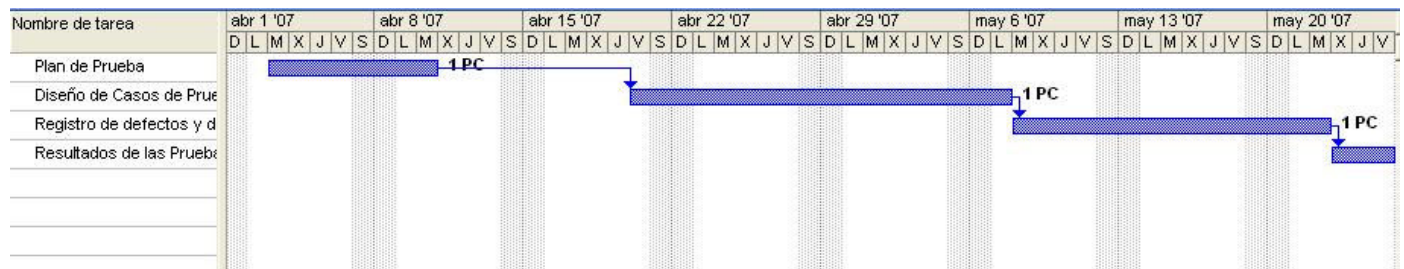 Nombre de tarea abr 1 '07 abr 8 '07 abr 15 '07 abr 22 '07 abr 29 '07 may 6 '07 may 13 '07 may 20 '07
D L M X J V S D L M X J V S D L M X J V S D L M X J V S D L M X J V S D L M X J V S D L M X J V S D L M X J V
Plan de Prueba 1 PC
Diseño de Casos de Prue 1 PC
Registro de defectos y d 1 PC
Resultados de las Prueba